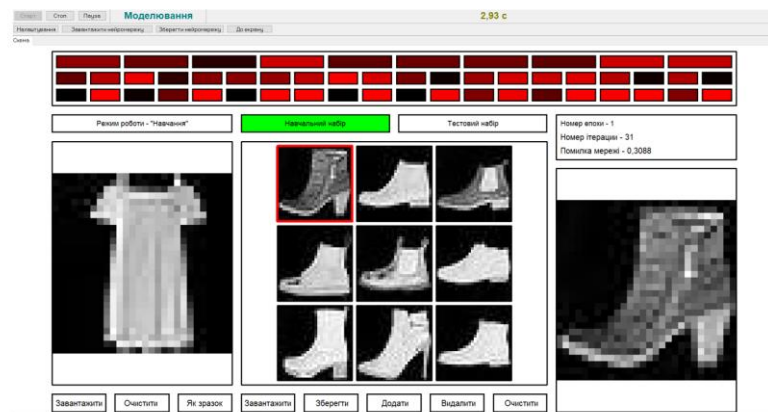 Старт Стоп Пауза Моделювання 2,93 с
Налаштування Завантажити нейромережу Зберегти нейромережу До екрану
Схема
Режим роботи - "Навчання" Навчальний набір Тестовий набір
Номер епохи - 1
Номер ітерации - 31
Помилка мережі - 0,3088
Завантажити Очистити Як зразок Завантажити Зберегти Додати Видалити Очистити